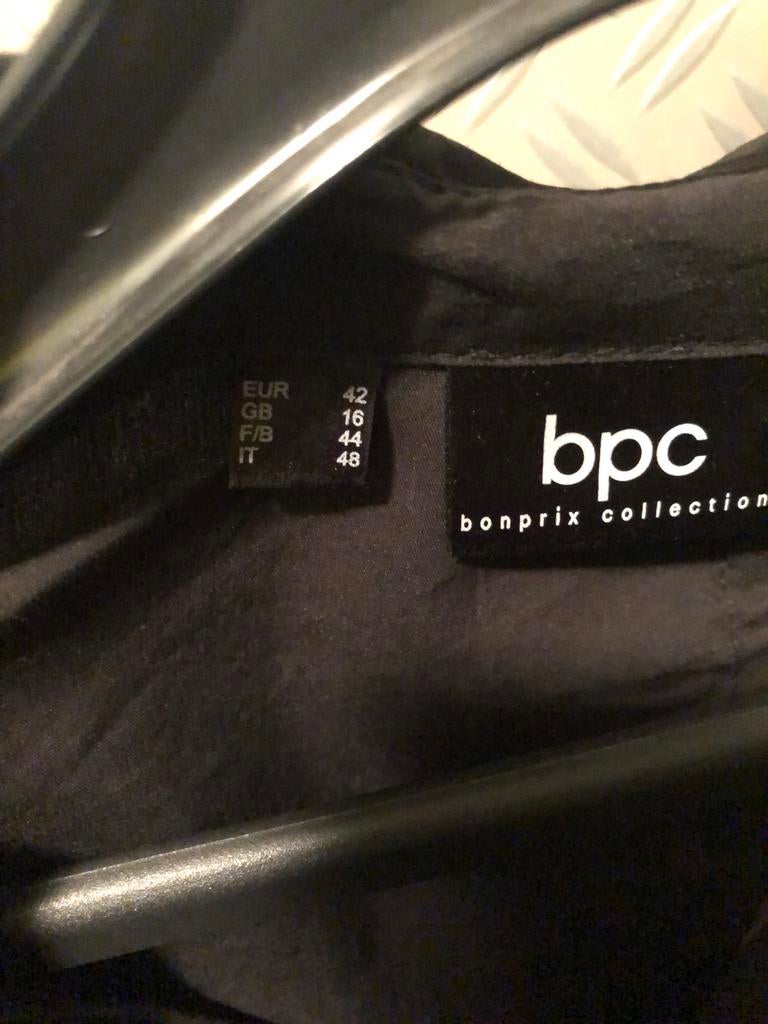 EUR 42
GB 16
F/B 44
IT 48
bpc
bonprix collection